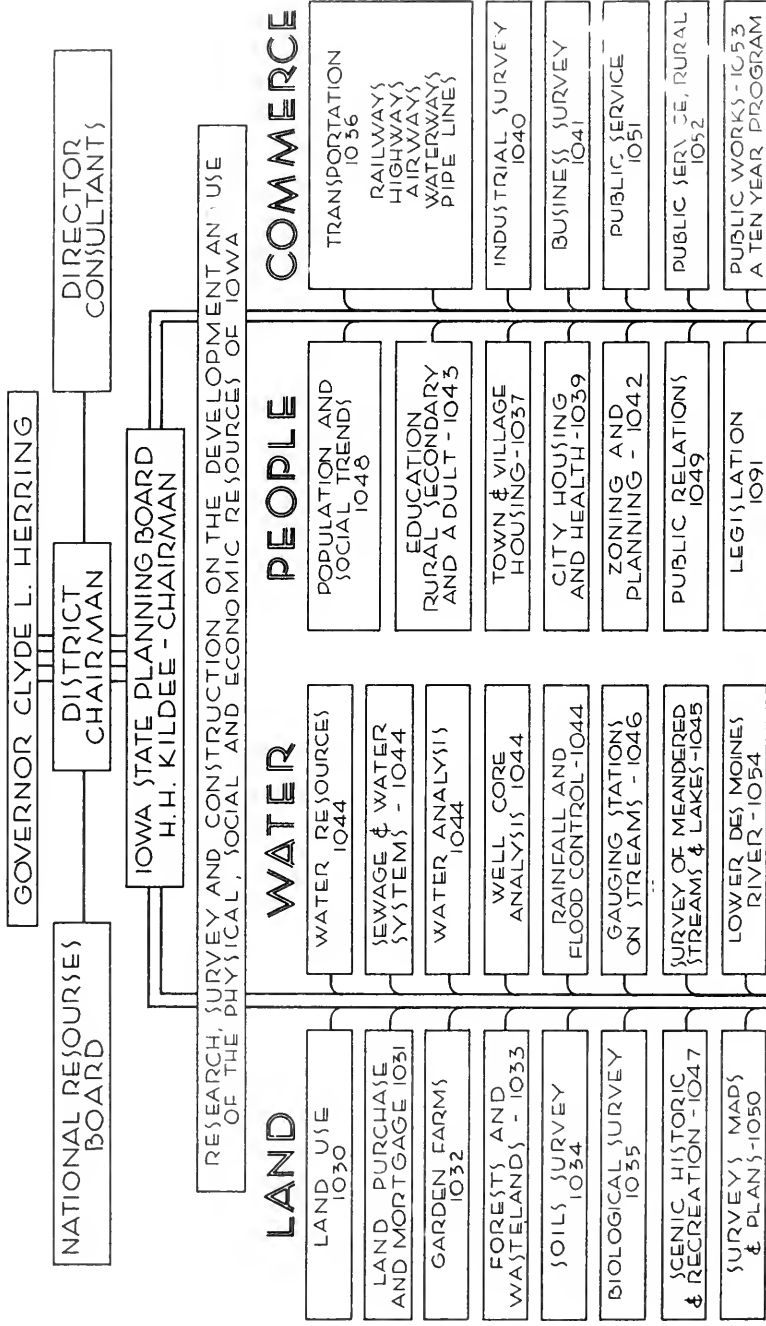 GOVERNOR CLYDE L. HERRING
NATIONAL RESOURSES
BOARD
DISTRICT
CHAIRMAN
DIRECTOR
CONSULTANTS
IOWA STATE PLANNING BOARD
H. H. KILDEE - CHAIRMAN
RESEARCH, SURVEY AND CONSTRUCTION ON THE DEVELOPMENT AN USE
OF THE PHYSICAL, SOCIAL AND ECONOMIC RESOURCES OF IOWA
LAND
LAND USE
1030
LAND PURCHASE
AND MORTGAGE 1031
GARDEN FARMS
1032
FORESTS AND
WASTELANDS - 1033
SOILS SURVEY
1034
BIOLOGICAL SURVEY
1035
SCENIC HISTORIC
& RECREATION - 1047
SURVEYS MAPS
& PLANS - 1050
WATER
WATER RESOURCES
1044
SEWAGE & WATER
SYSTEMS - 1044
WATER ANALYSIS
1044
WELL CORE
ANALYSIS 1044
RAINFALL AND
FLOOD CONTROL - 1044
GAUGING STATIONS
ON STREAMS - 1046
SURVEY OF MEANDERED
STREAMS & LAKES - 1045
LOWER DES MOINES
RIVER - 1054
PEOPLE
POPULATION AND
SOCIAL TRENDS
1048
EDUCATION
RURAL SECONDARY
AND ADULT - 1043
TOWN & VILLAGE
HOUSING - 1037
CITY HOUSING
AND HEALTH - 1039
ZONING AND
PLANNING - 1042
PUBLIC RELATIONS
1049
LEGISLATION
1091
COMMERCE
TRANSPORTATION
1036
RAILWAYS
HIGHWAYS
AIRWAYS
WATERWAYS
PIPE LINES
INDUSTRIAL SURVEY
1040
BUSINESS SURVEY
1041
PUBLIC SERVICE
1051
PUBLIC SERVICE, RURAL
1052
PUBLIC WORKS - 1053
A TEN YEAR PROGRAM